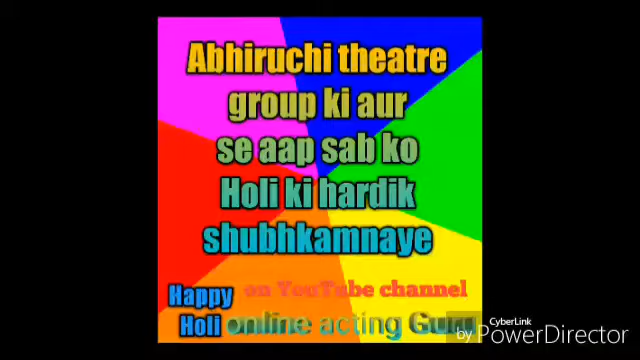 Abhiruchi theatre
group ki aur
se aap sab ko
Holi ki hardik
shubhkamnaye
Happy
Holi
on YouTube channel
online acting Guru
CyberLink
by PowerDirector